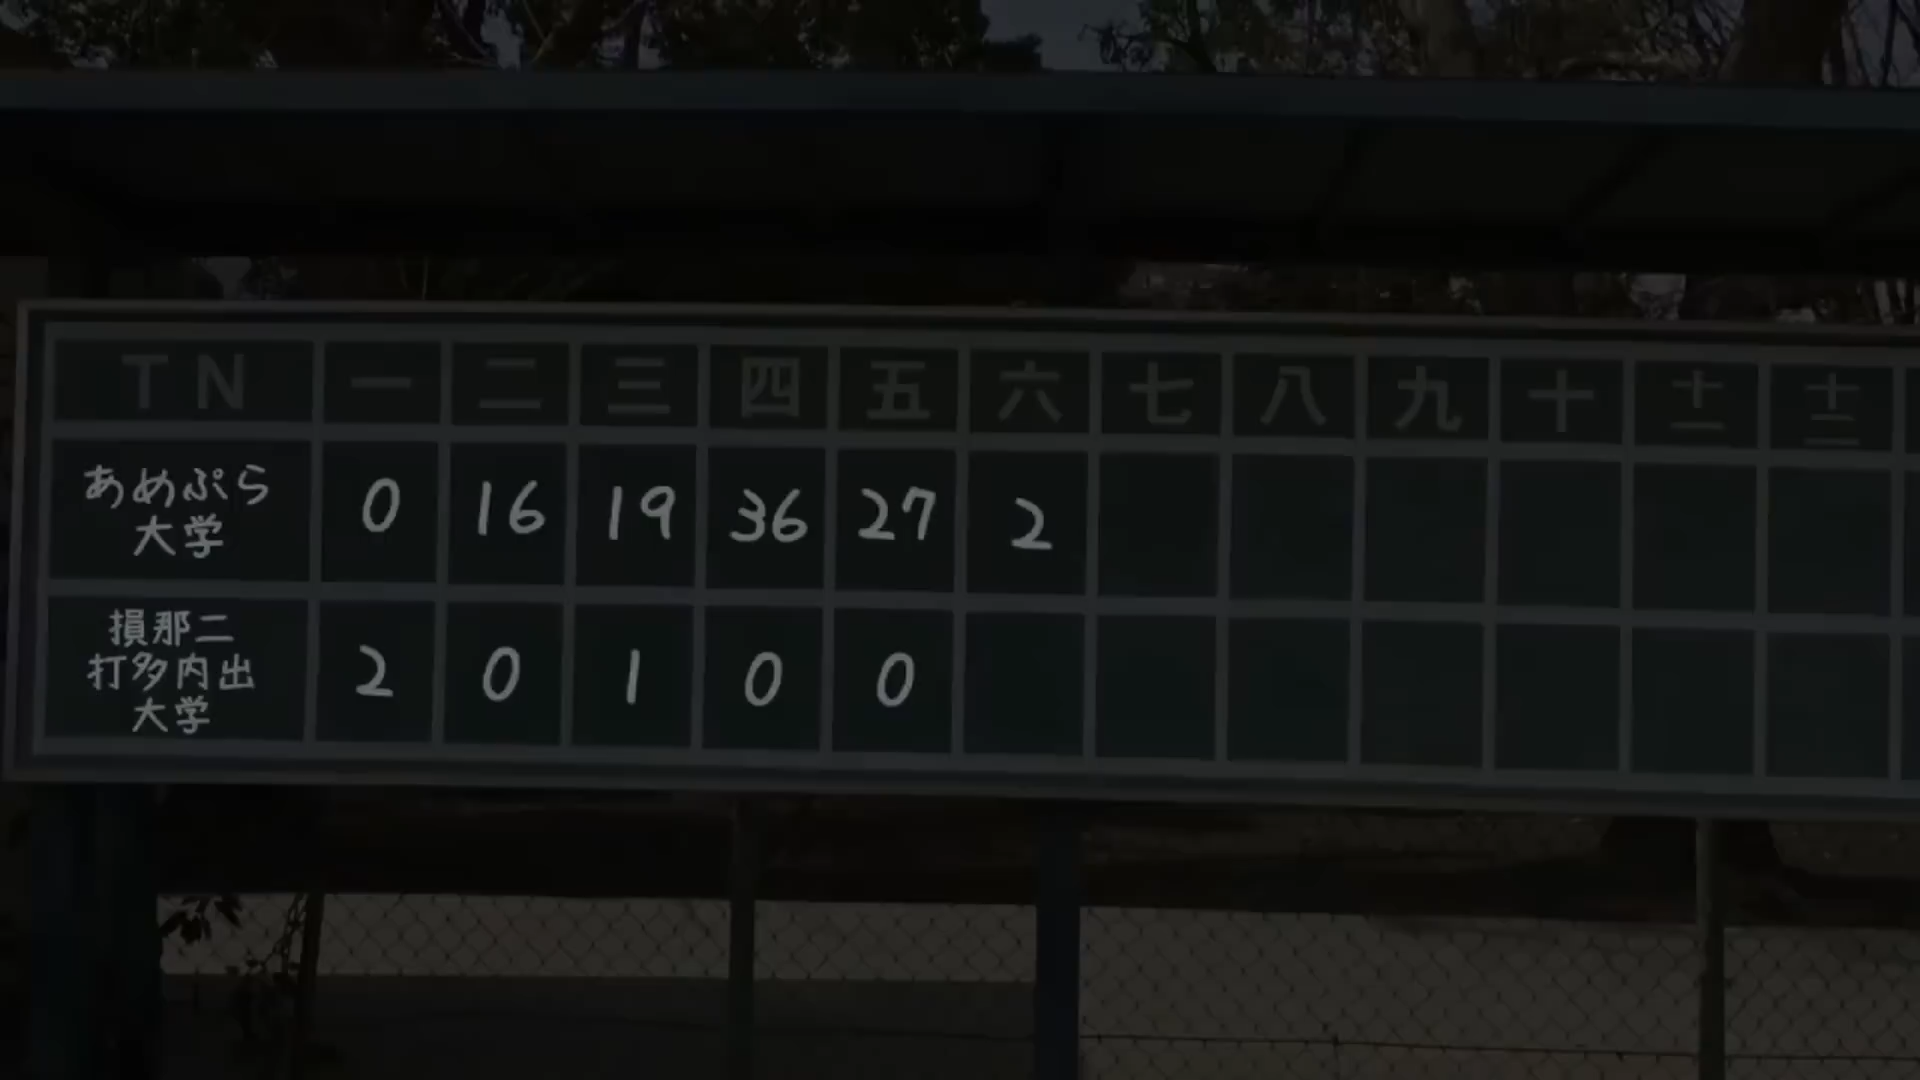 TN 一 二 三 四 五 六 七 八 九 十 十一 十二
あめぷら
大学
0 16 19 36 27 2
損那二
打多内出
大学
2 0 1 0 0